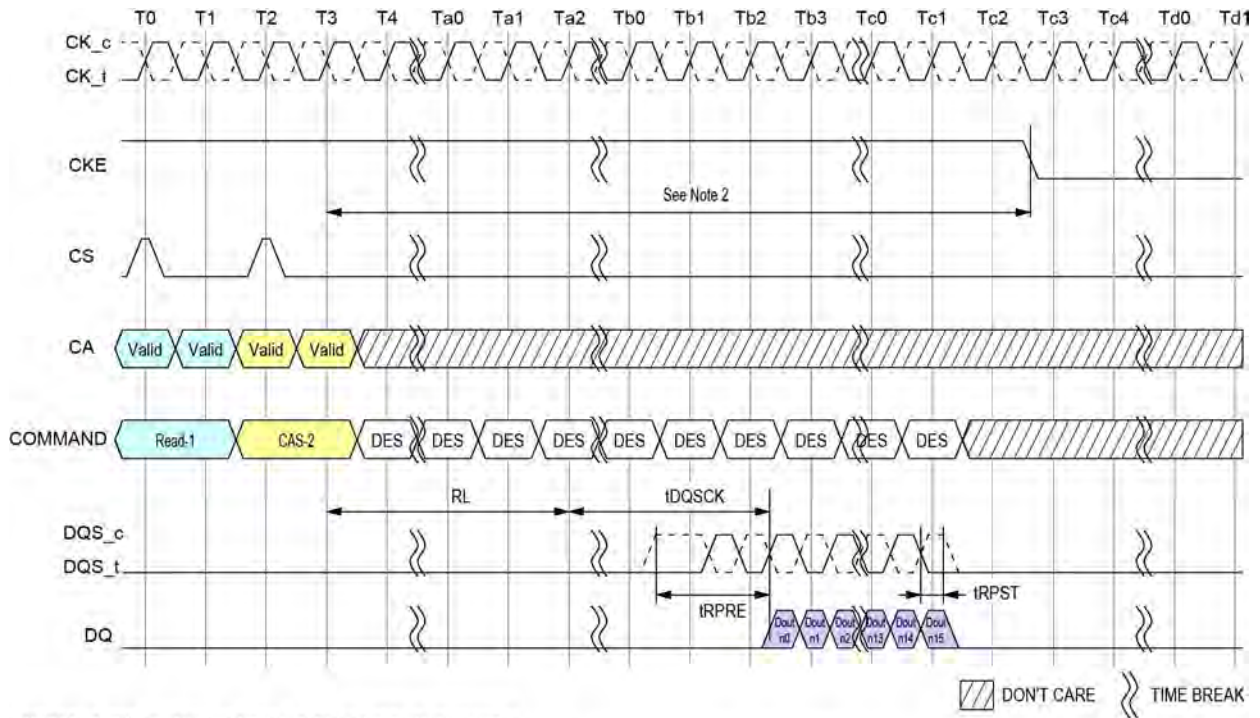 T0 T1 T2 T3 T4 Ta0 Ta1 Ta2 Tb0 Tb1 Tb2 Tb3 Tc0 Tc1 Tc2 Tc3 Tc4 Td0 Td1
CK_c
CK_t
CKE
See Note 2
CS
CA Valid Valid Valid Valid
COMMAND Read-1 CAS-2 DES DES DES DES DES DES DES DES DES DES
RL tDQSCK
DQS_c
DQS_t
tRPRE tRPST
DQ Dout n0 Dout n1 Dout n2 Dout n13 Dout n14 Dout n15
DON'T CARE TIME BREAK